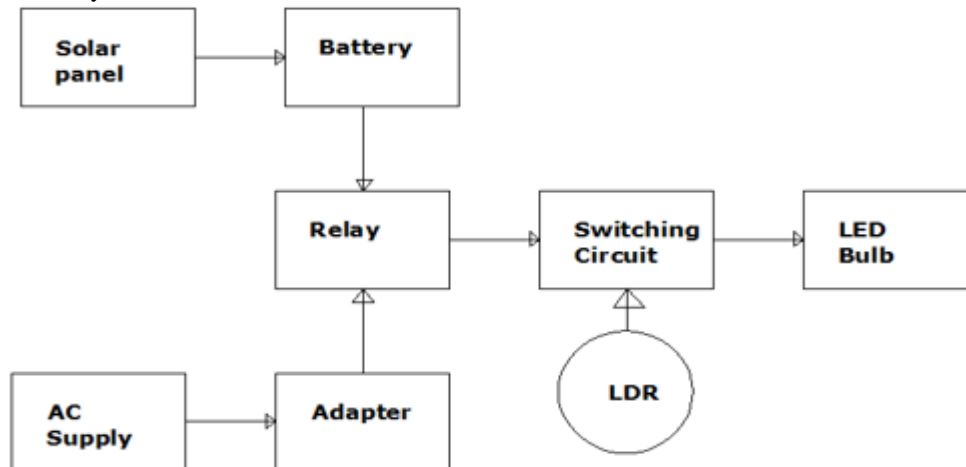 Solar
panel
Battery
Relay
Switching
Circuit
LED
Bulb
AC
Supply
Adapter
LDR